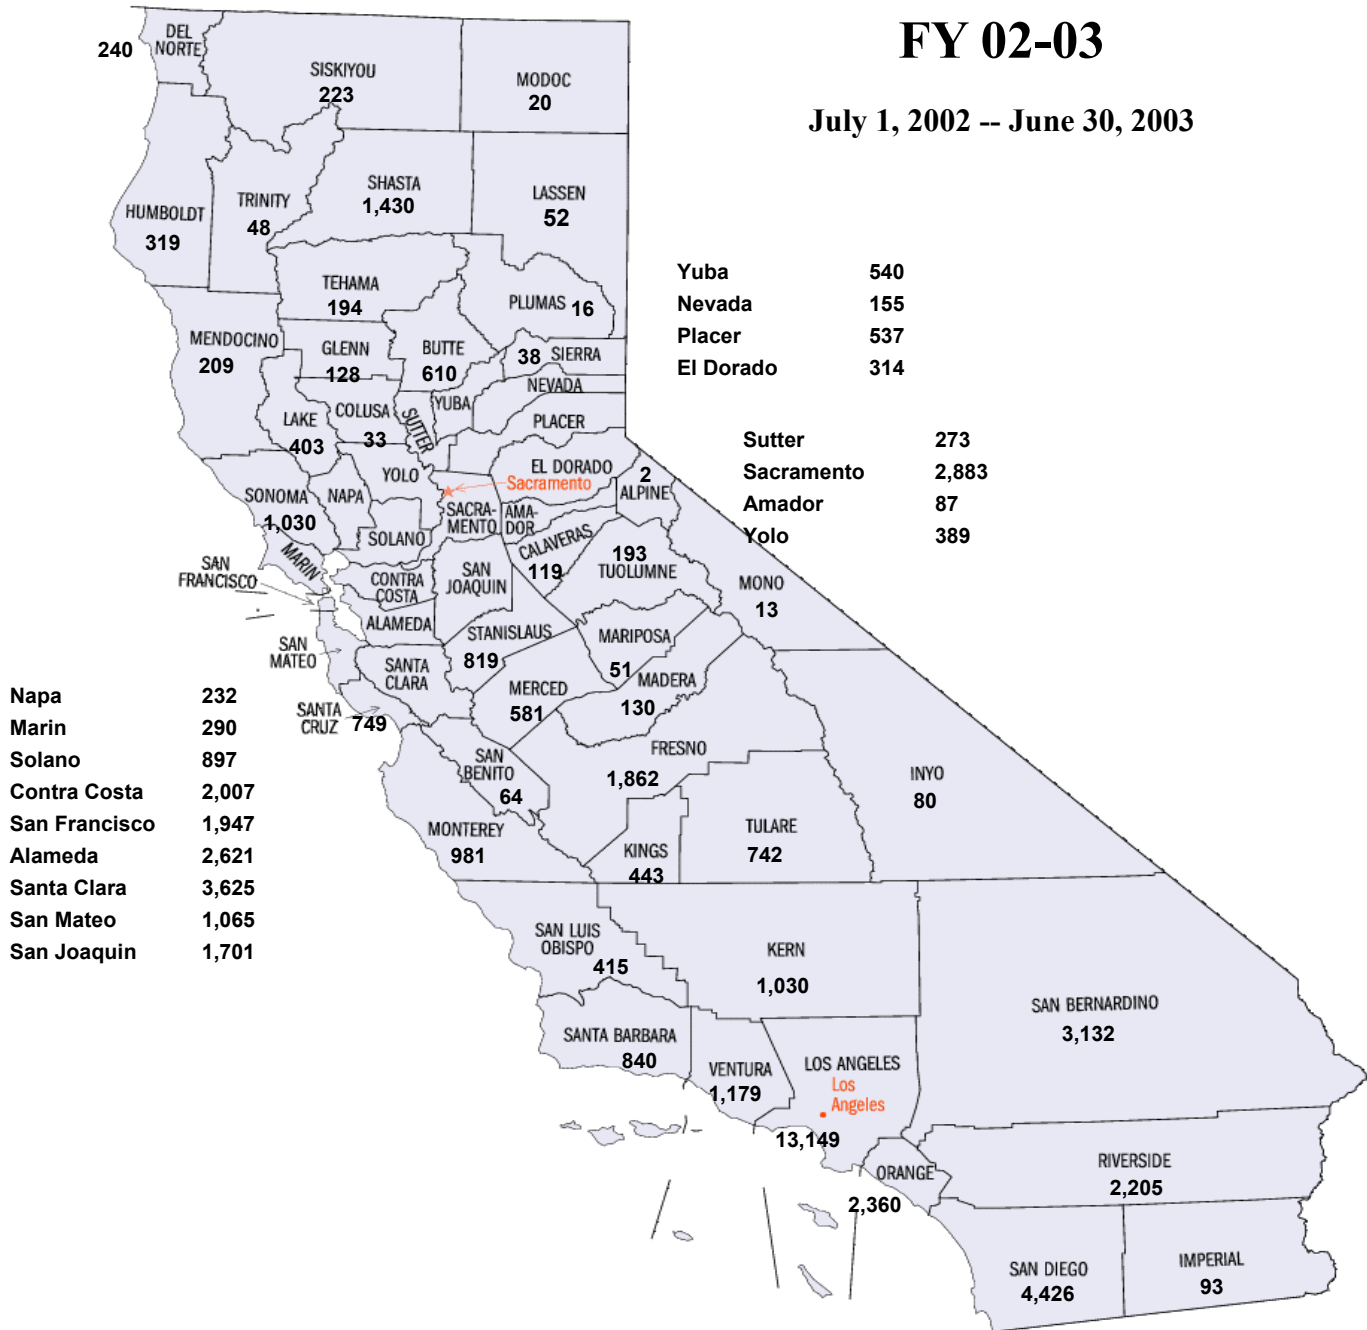 FY 02-03
July 1, 2002 -- June 30, 2003
DEL
NORTE
240
SISKIYOU
223
MODOC
20
HUMBOLDT
319
TRINITY
48
SHASTA
1,430
LASSEN
52
TEHAMA
194
PLUMAS 16
MENDOCINO
209
GLENN
128
BUTTE
610
38 SIERRA
NEVADA
YUBA
LAKE
403
COLUSA
33
SUTTER
PLACER
Yuba 540
Nevada 155
Placer 537
El Dorado 314
Sutter 273
Sacramento 2,883
Amador 87
Yolo 389
YOLO
EL DORADO
Sacramento
2
ALPINE
SONOMA
1,030
NAPA
SOLANO
SACRA-
MENTO
AMA-
DOR
CALAVERAS
119
193
TUOLUMNE
MONO
13
MARIN
SAN
FRANCISCO
CONTRA
COSTA
SAN
JOAQUIN
ALAMEDA
STANISLAUS
819
MARIPOSA
51
SAN
MATEO
SANTA
CLARA
MERCED
581
MADERA
130
SANTA
CRUZ
749
FRESNO
1,862
SAN
BENITO
64
INYO
80
MONTEREY
981
KINGS
443
TULARE
742
Napa 232
Marin 290
Solano 897
Contra Costa 2,007
San Francisco 1,947
Alameda 2,621
Santa Clara 3,625
San Mateo 1,065
San Joaquin 1,701
SAN LUIS
OBISPO
415
KERN
1,030
SAN BERNARDINO
3,132
SANTA BARBARA
840
VENTURA
1,179
LOS ANGELES
Los
Angeles
13,149
ORANGE
2,360
RIVERSIDE
2,205
SAN DIEGO
4,426
IMPERIAL
93